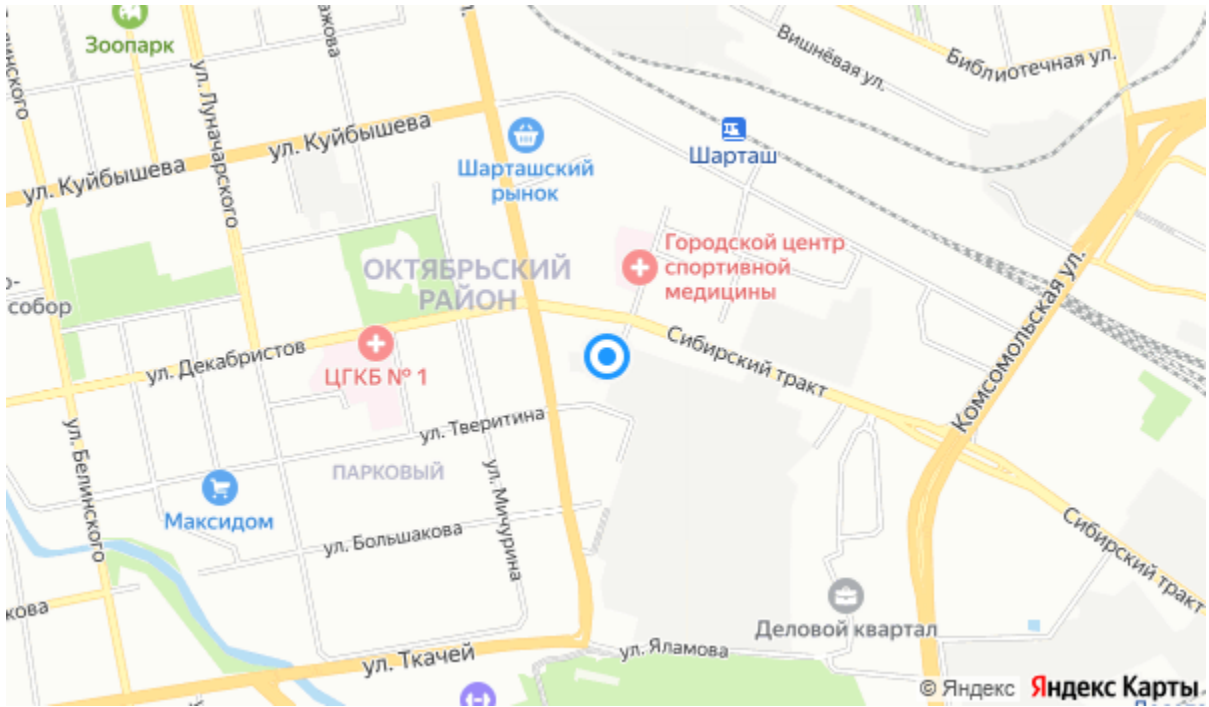 Зоопарк
ул. Луначарского
Вишнёвая ул.
Библиотечная ул.
ул. Куйбышева
ул. Куйбышева
Шарташский
рынок
Шарташ
Городской центр
спортивной
медицины
ОКТЯБРЬСКИЙ
РАЙОН
собор
Комсомольская ул.
ул. Декабристов
ЦГКБ № 1
Сибирский тракт
ул. Тверитина
ул. Белинского
ПАРКОВЫЙ
ул. Мичурина
Максидом
ул. Большакова
Сибирский тракт
Деловой квартал
ул. Ткачей
ул. Яламова
© Яндекс Яндекс Карты